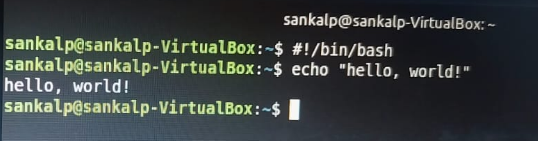 sankalp@sankalp-VirtualBox: ~
sankalp@sankalp-VirtualBox:~$ #!/bin/bash
sankalp@sankalp-VirtualBox:~$ echo "hello, world!"
hello, world!
sankalp@sankalp-VirtualBox:~$